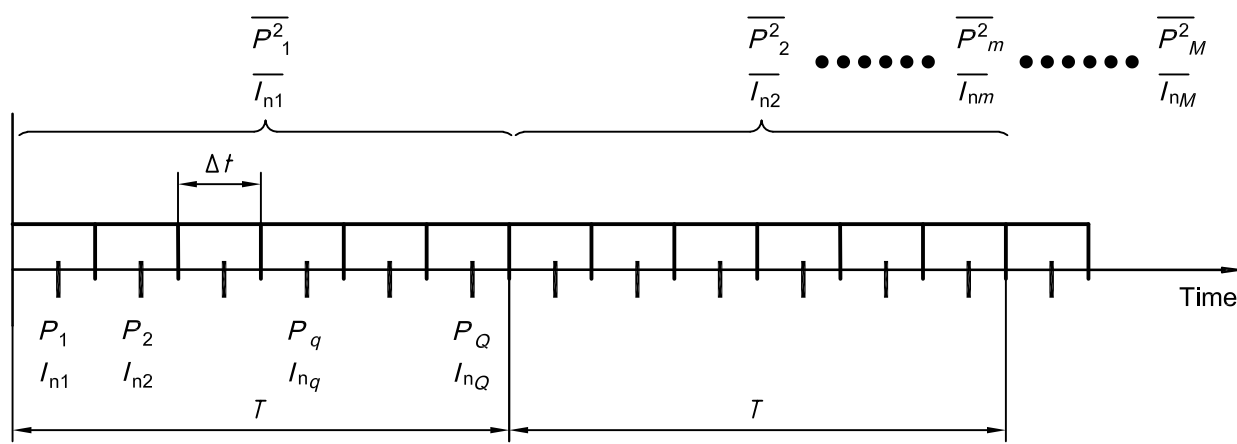 P²₁ P²₂ •••••• P²ₘ •••••• P²_M
Iₙ₁ Iₙ₂ Iₙₘ Iₙ_M
Δt
Time
P₁ P₂ P_q P_Q
Iₙ₁ Iₙ₂ Iₙ_q Iₙ_Q
T T